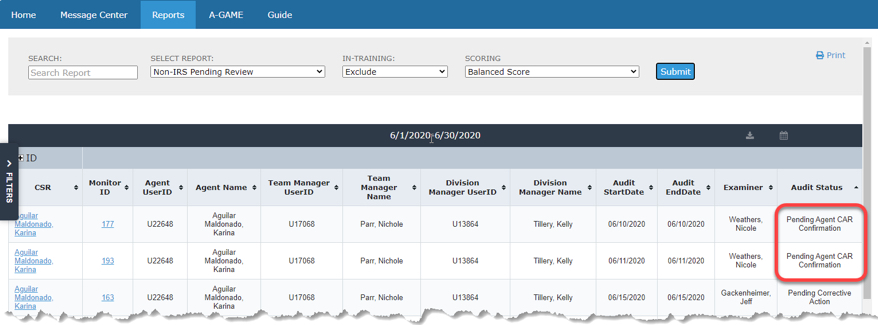 Home Message Center Reports A-GAME Guide
SEARCH: SELECT REPORT: IN-TRAINING: SCORING Print
Search Report Non-IRS Pending Review Exclude Balanced Score Submit
6/1/2020-6/30/2020
ID
FILTERS
CSR Monitor ID Agent UserID Agent Name Team Manager UserID Team Manager Name Division Manager UserID Division Manager Name Audit StartDate Audit EndDate Examiner Audit Status
Aguilar Maldonado, Karina 177 U22648 Aguilar Maldonado, Karina U17068 Parr, Nichole U13864 Tillery, Kelly 06/10/2020 06/10/2020 Weathers, Nicole Pending Agent CAR Confirmation
Aguilar Maldonado, Karina 193 U22648 Aguilar Maldonado, Karina U17068 Parr, Nichole U13864 Tillery, Kelly 06/11/2020 06/11/2020 Weathers, Nicole Pending Agent CAR Confirmation
Aguilar Maldonado, Karina 163 U22648 Aguilar Maldonado, Karina U17068 Parr, Nichole U13864 Tillery, Kelly 06/15/2020 06/15/2020 Gackenheimer, Jeff Pending Corrective Action